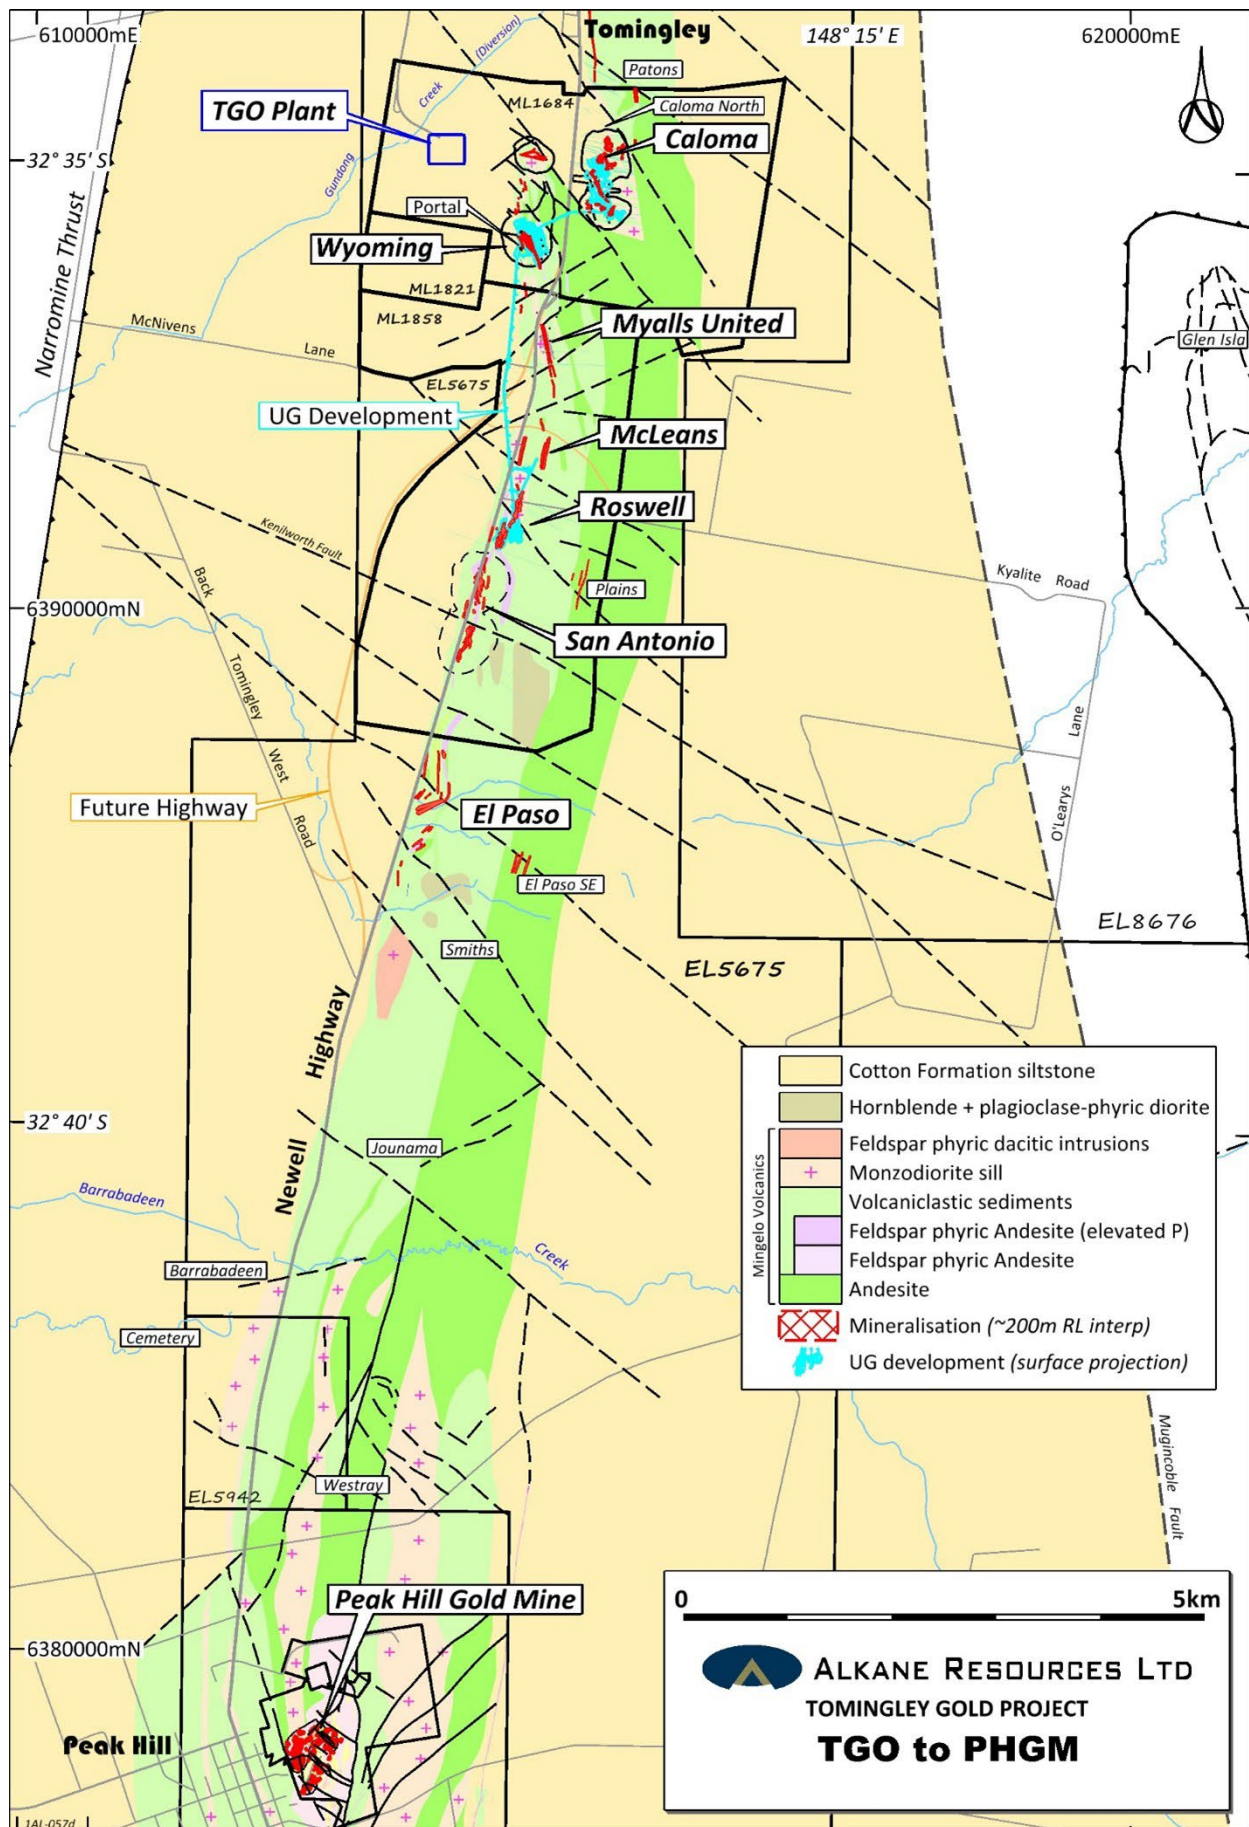 610000mE
Tomingley
148° 15' E
620000mE
(Diversion)
Creek
Gundong
Patons
ML1684
Caloma North
TGO Plant
Caloma
32° 35' S
Portal
Wyoming
Narromine Thrust
ML1821
ML1858
McNivens
Lane
Myalls United
Glen Isla
EL5675
UG Development
McLeans
Roswell
Kenilworth Fault
Back
Tomingley
West
Road
Kyalite Road
Plains
6390000mN
San Antonio
Lane
O'Learys
Future Highway
El Paso
El Paso SE
EL8676
Smiths
EL5675
Highway
Newell
32° 40' S
Jounama
Barrabadeen
Creek
Barrabadeen
Cemetery
Cotton Formation siltstone
Hornblende + plagioclase-phyric diorite
Mingelo Volcanics
Feldspar phyric dacitic intrusions
Monzodiorite sill
Volcaniclastic sediments
Feldspar phyric Andesite (elevated P)
Feldspar phyric Andesite
Andesite
Mineralisation (~200m RL interp)
UG development (surface projection)
Mugincoble Fault
Westray
EL5942
Peak Hill Gold Mine
6380000mN
Peak Hill
0
5km
ALKANE RESOURCES LTD
TOMINGLEY GOLD PROJECT
TGO to PHGM
1AL-057d